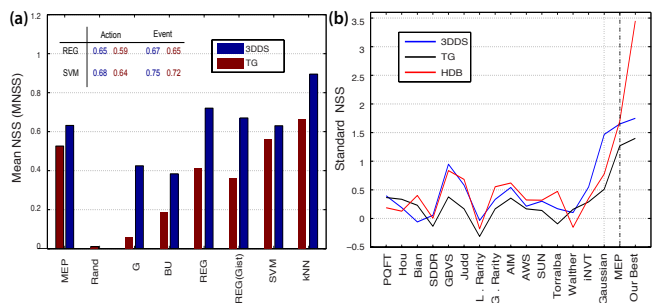 (a)
(b)
Action Event
REG 0.65 0.59 0.67 0.65
SVM 0.68 0.64 0.75 0.72
3DDS
TG
Mean NSS (MNSS)
1.2
1
0.8
0.6
0.4
0.2
0
MEP
Rand
G
BU
REG
REG(Gist)
SVM
kNN
3DDS
TG
HDB
Standard NSS
3.5
3
2.5
2
1.5
1
0.5
0
−0.5
PQFT
Hou
Bian
SDDR
GBVS
Judd
L . Rarity
G . Rarity
AIM
AWS
SUN
Torralba
Walther
iNVT
Gaussian
MEP
Our Best